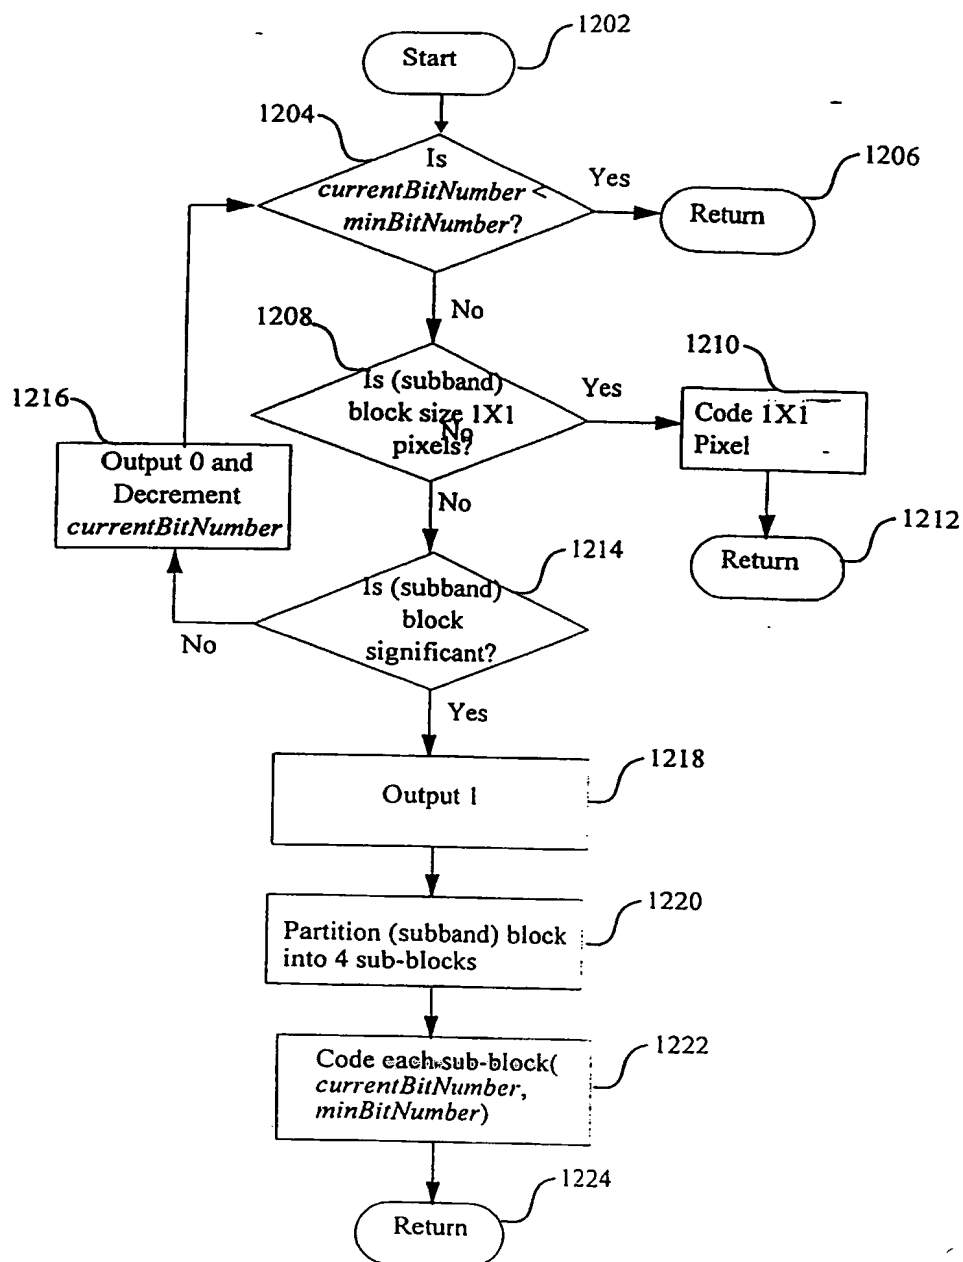 1202
Start
1204
Is
currentBitNumber <
minBitNumber?
Yes
1206
Return
No
1208
Is (subband)
block size 1X1
pixels?
No
Yes
1210
Code 1X1
Pixel
1216
Output 0 and
Decrement
currentBitNumber
No
1212
Return
1214
Is (subband)
block
significant?
No
Yes
1218
Output 1
1220
Partition (subband) block
into 4 sub-blocks
1222
Code each sub-block(
currentBitNumber,
minBitNumber)
1224
Return